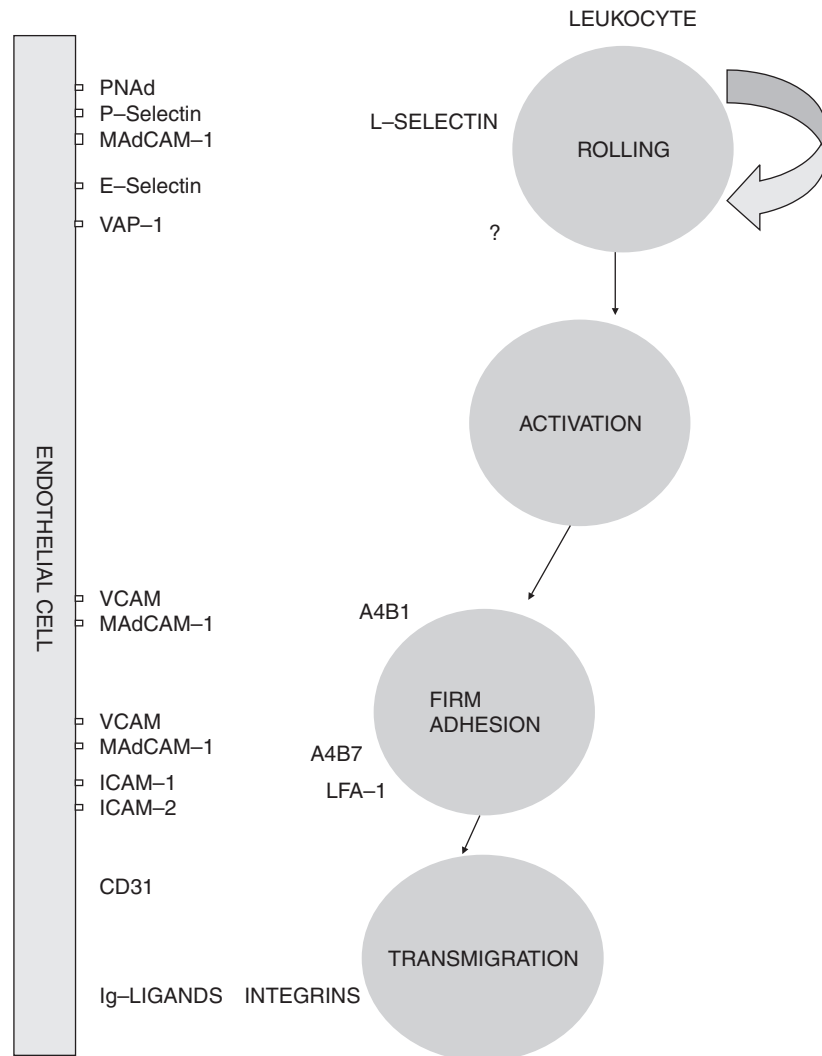 LEUKOCYTE
PNAd
P–Selectin
MAdCAM–1
E–Selectin
VAP–1
L–SELECTIN
ROLLING
?
ACTIVATION
ENDOTHELIAL CELL
VCAM
MAdCAM–1
A4B1
FIRM
ADHESION
VCAM
MAdCAM–1
ICAM–1
ICAM–2
A4B7
LFA–1
CD31
TRANSMIGRATION
Ig–LIGANDS INTEGRINS